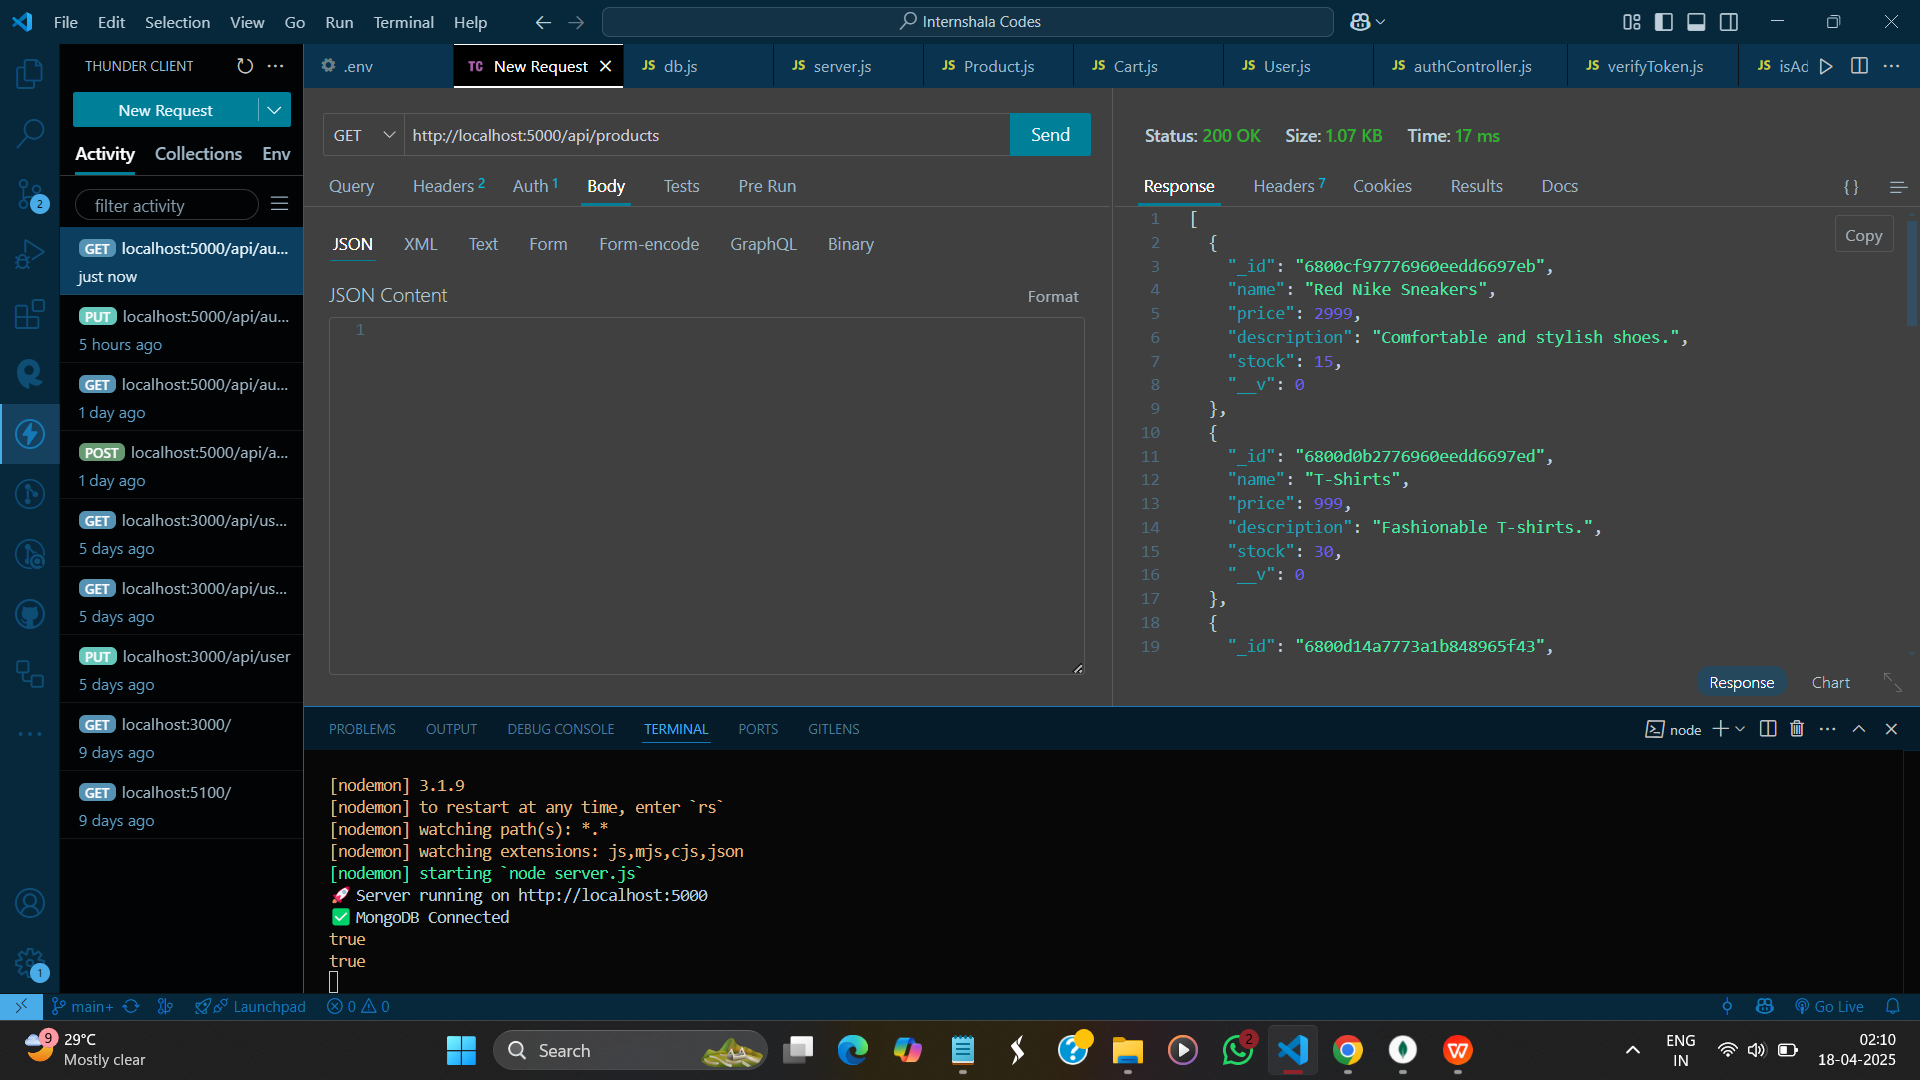 File Edit Selection View Go Run Terminal Help
Internshala Codes
THUNDER CLIENT
New Request
Activity Collections Env
filter activity
GET localhost:5000/api/au...
just now
PUT localhost:5000/api/au...
5 hours ago
GET localhost:5000/api/au...
1 day ago
POST localhost:5000/api/a...
1 day ago
GET localhost:3000/api/us...
5 days ago
GET localhost:3000/api/us...
5 days ago
PUT localhost:3000/api/user
5 days ago
GET localhost:3000/
9 days ago
GET localhost:5100/
9 days ago
2
1
.env
TC New Request
JS db.js
JS server.js
JS Product.js
JS Cart.js
JS User.js
JS authController.js
JS verifyToken.js
JS isAd
GET http://localhost:5000/api/products Send
Query Headers 2 Auth 1 Body Tests Pre Run
JSON XML Text Form Form-encode GraphQL Binary
JSON Content Format
1
Status: 200 OK Size: 1.07 KB Time: 17 ms
Response Headers 7 Cookies Results Docs {}
Copy
1 [
2 {
3 "_id": "6800cf97776960eedd6697eb",
4 "name": "Red Nike Sneakers",
5 "price": 2999,
6 "description": "Comfortable and stylish shoes.",
7 "stock": 15,
8 "__v": 0
9 },
10 {
11 "_id": "6800d0b2776960eedd6697ed",
12 "name": "T-Shirts",
13 "price": 999,
14 "description": "Fashionable T-shirts.",
15 "stock": 30,
16 "__v": 0
17 },
18 {
19 "_id": "6800d14a7773a1b848965f43",
Response Chart
PROBLEMS OUTPUT DEBUG CONSOLE TERMINAL PORTS GITLENS
node
[nodemon] 3.1.9
[nodemon] to restart at any time, enter `rs`
[nodemon] watching path(s): *.*
[nodemon] watching extensions: js,mjs,cjs,json
[nodemon] starting `node server.js`
🚀 Server running on http://localhost:5000
✅ MongoDB Connected
true
true
main+ Launchpad 0 0 Go Live
9
29°C
Mostly clear
Search
2
ENG
IN
02:10
18-04-2025